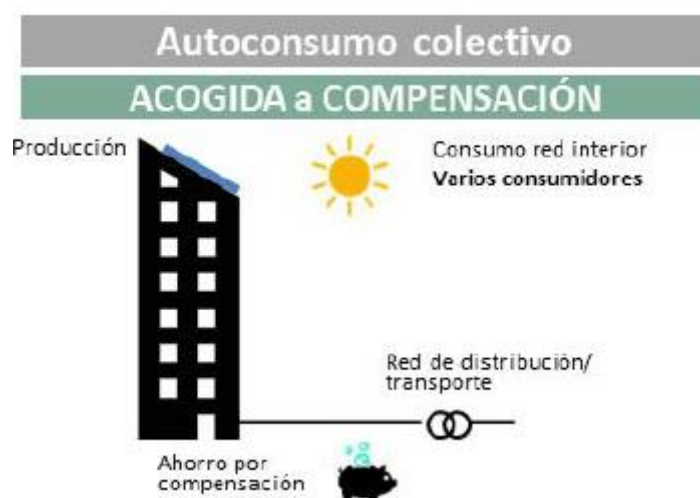 Autoconsumo colectivo
ACOGIDA a COMPENSACIÓN
Producción
Consumo red interior
Varios consumidores
Red de distribución/
transporte
Ahorro por
compensación